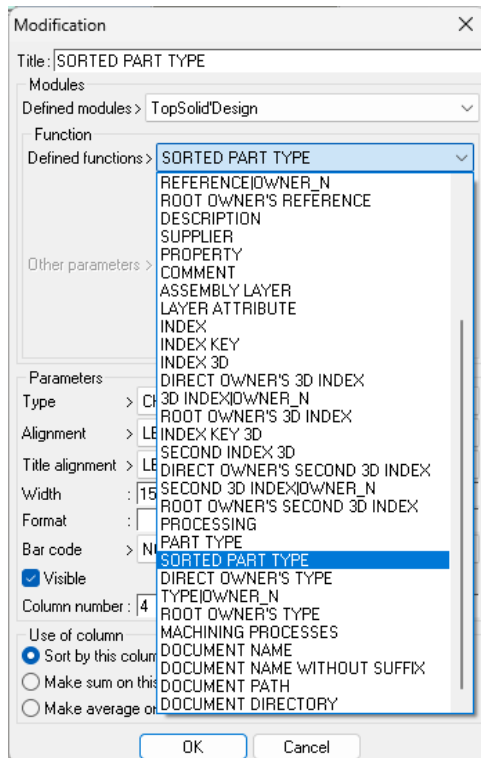 Modification
Title : SORTED PART TYPE
Modules
Defined modules > TopSolid'Design
Function
Defined functions > SORTED PART TYPE
REFERENCE|OWNER_N
ROOT OWNER'S REFERENCE
DESCRIPTION
SUPPLIER
PROPERTY
Other parameters >
COMMENT
ASSEMBLY LAYER
LAYER ATTRIBUTE
INDEX
INDEX KEY
INDEX 3D
DIRECT OWNER'S 3D INDEX
3D INDEX|OWNER_N
ROOT OWNER'S 3D INDEX
INDEX KEY 3D
SECOND INDEX 3D
DIRECT OWNER'S SECOND 3D INDEX
SECOND 3D INDEX|OWNER_N
ROOT OWNER'S SECOND 3D INDEX
PROCESSING
PART TYPE
SORTED PART TYPE
DIRECT OWNER'S TYPE
TYPE|OWNER_N
ROOT OWNER'S TYPE
MACHINING PROCESSES
DOCUMENT NAME
DOCUMENT NAME WITHOUT SUFFIX
DOCUMENT PATH
DOCUMENT DIRECTORY
Parameters
Type >
Alignment >
Title alignment >
Width : 15
Format :
Bar code >
Visible
Column number : 4
Use of column
Sort by this
Make sum on this
Make average
OK Cancel